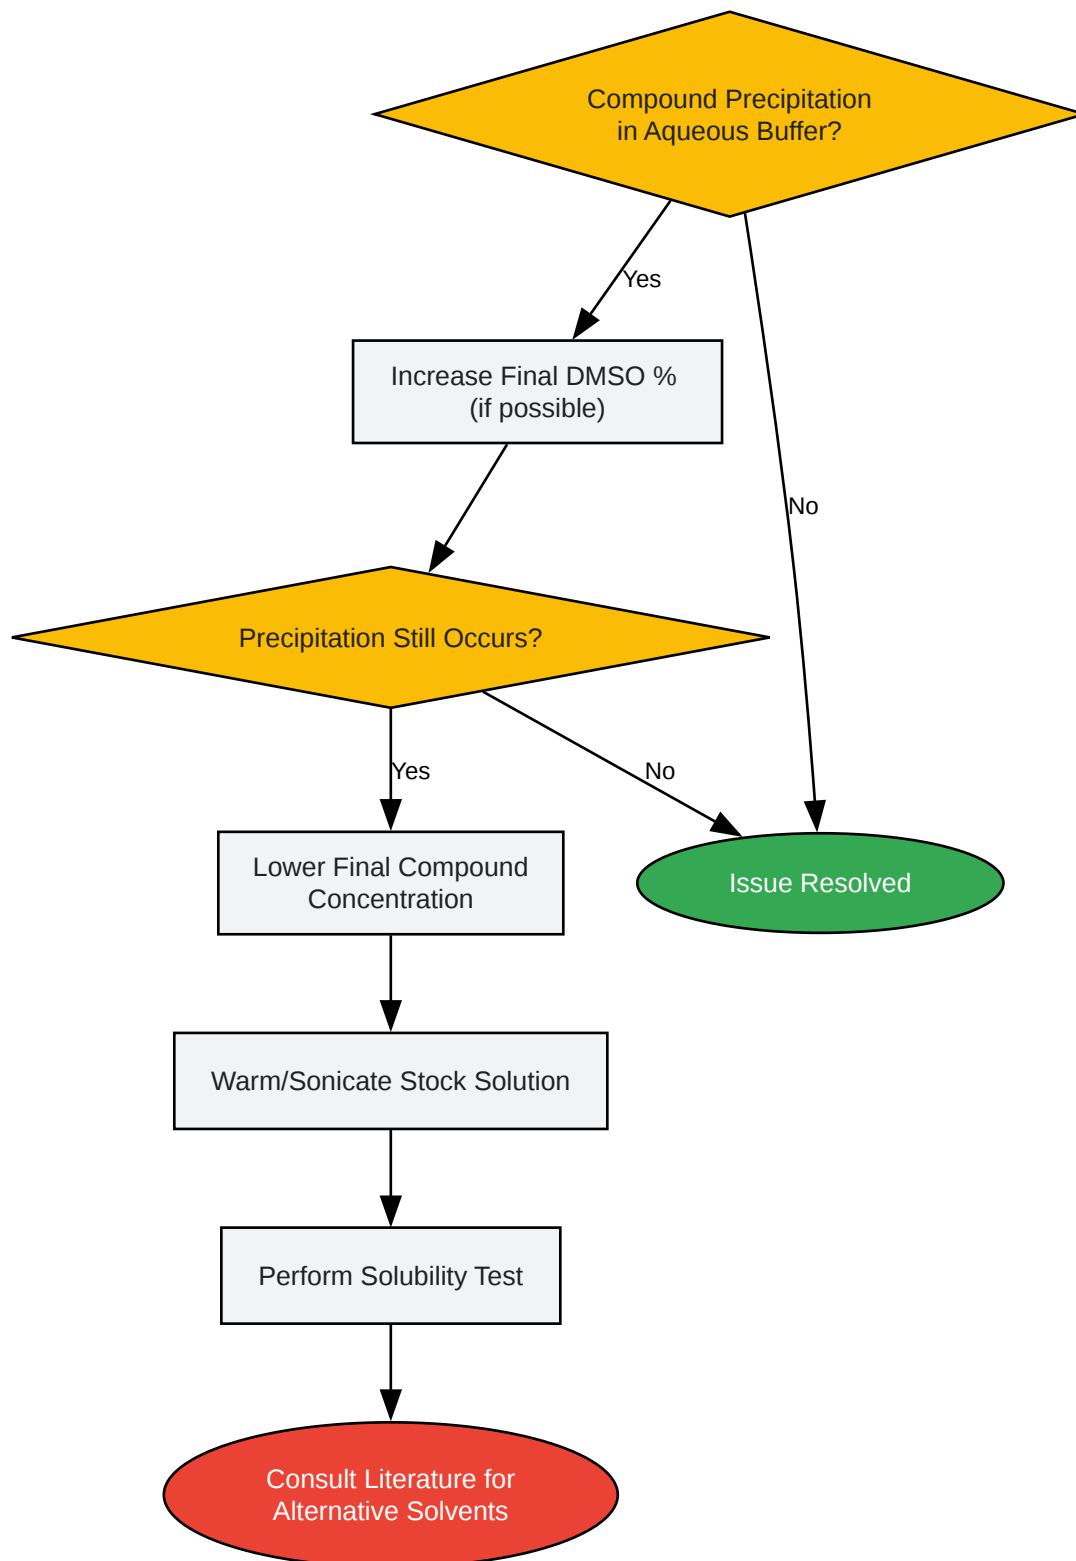 Compound Precipitation
in Aqueous Buffer?
Yes
Increase Final DMSO %
(if possible)
No
Precipitation Still Occurs?
Yes
No
Lower Final Compound
Concentration
Issue Resolved
Warm/Sonicate Stock Solution
Perform Solubility Test
Consult Literature for
Alternative Solvents